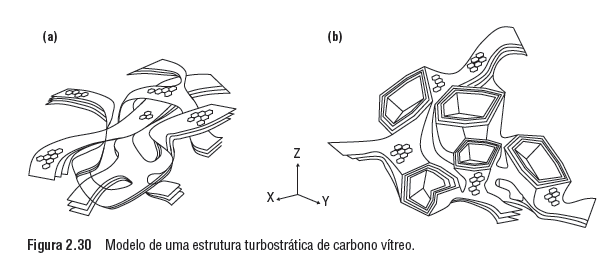 (a)
(b)
Z
X
Y
Figura 2.30 Modelo de uma estrutura turbostrática de carbono vítreo.